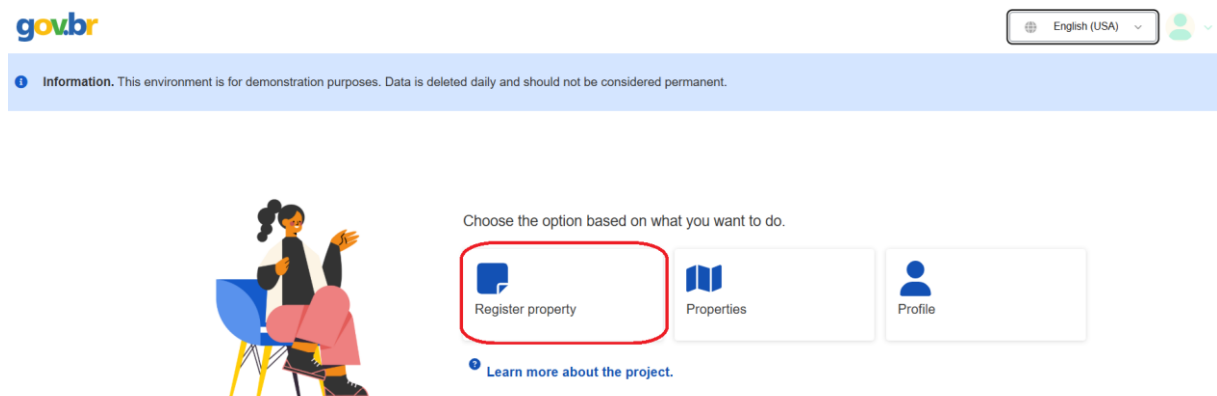 gov.br
English (USA)
Information. This environment is for demonstration purposes. Data is deleted daily and should not be considered permanent.
Choose the option based on what you want to do.
Register property
Properties
Profile
Learn more about the project.